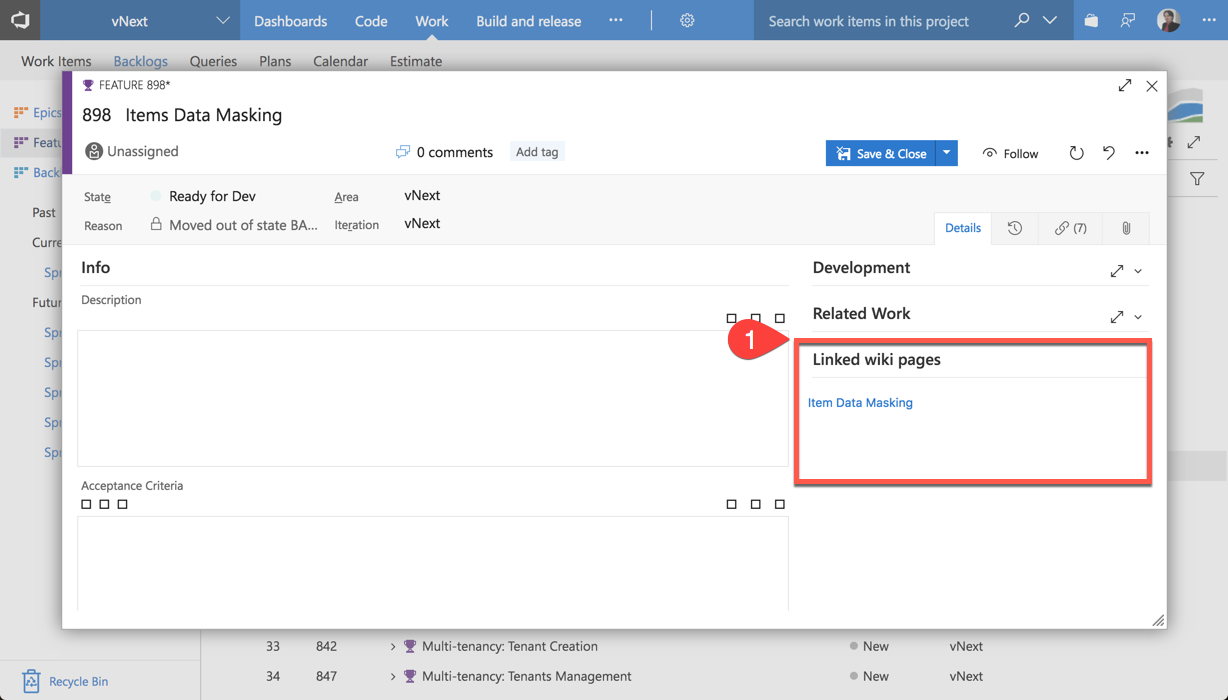 vNext
Dashboards Code Work Build and release ···
Search work items in this project
Work Items Backlogs Queries Plans Calendar Estimate
Epics
Featu
Back
Past
Curre
Spr
Futur
Spr
Spr
Spr
Spr
Spr
FEATURE 898*
898 Items Data Masking
Unassigned
0 comments
Add tag
Save & Close
Follow
State Ready for Dev
Area vNext
Reason Moved out of state BA...
Iteration vNext
Details
(7)
Info
Description
Development
Related Work
1
Linked wiki pages
Item Data Masking
Acceptance Criteria
33 842 Multi-tenancy: Tenant Creation New vNext
34 847 Multi-tenancy: Tenants Management New vNext
Recycle Bin